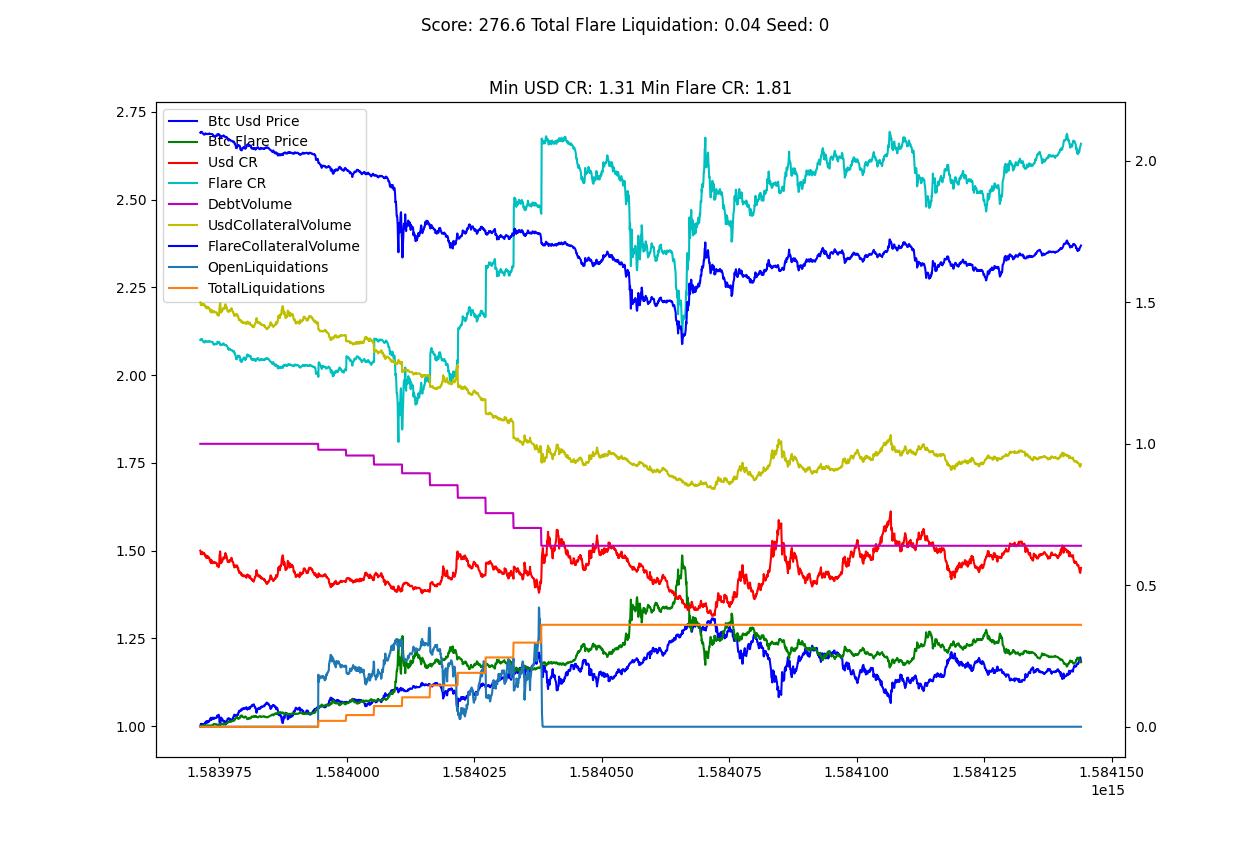 Score: 276.6 Total Flare Liquidation: 0.04 Seed: 0
Min USD CR: 1.31 Min Flare CR: 1.81
Btc Usd Price
Btc Flare Price
Usd CR
Flare CR
DebtVolume
UsdCollateralVolume
FlareCollateralVolume
OpenLiquidations
TotalLiquidations
2.75
2.50
2.25
2.00
1.75
1.50
1.25
1.00
2.0
1.5
1.0
0.5
0.0
1.583975 1.584000 1.584025 1.584050 1.584075 1.584100 1.584125 1.584150
1e15